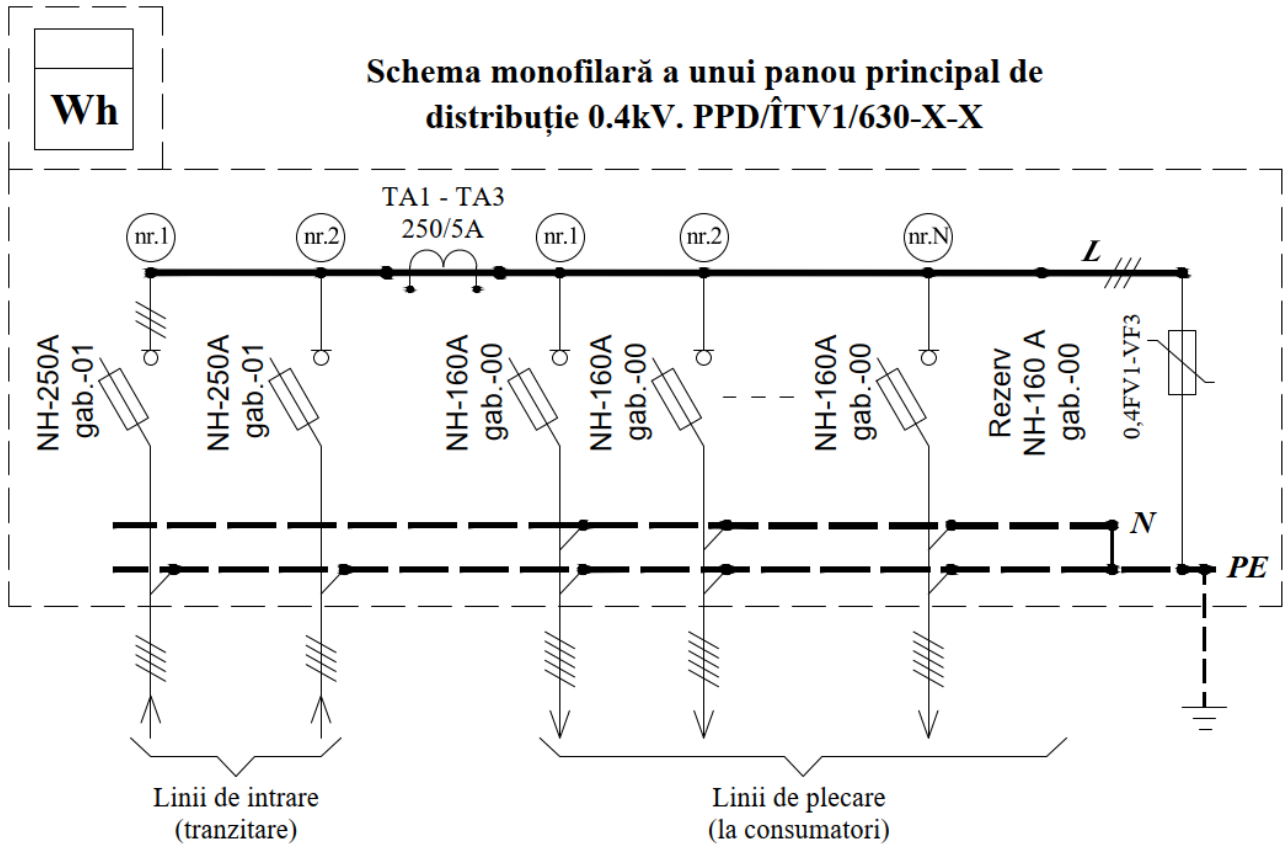 Wh
Schema monofilară a unui panou principal de
distribuție 0.4kV. PPD/ÎTV1/630-X-X
TA1 - TA3
250/5A
nr.1
nr.2
nr.1
nr.2
nr.N
L
NH-250A
gab.-01
NH-250A
gab.-01
NH-160A
gab.-00
NH-160A
gab.-00
NH-160A
gab.-00
Rezerv
NH-160 A
gab.-00
0,4FV1-VF3
N
PE
Linii de intrare
(tranzitare)
Linii de plecare
(la consumatori)